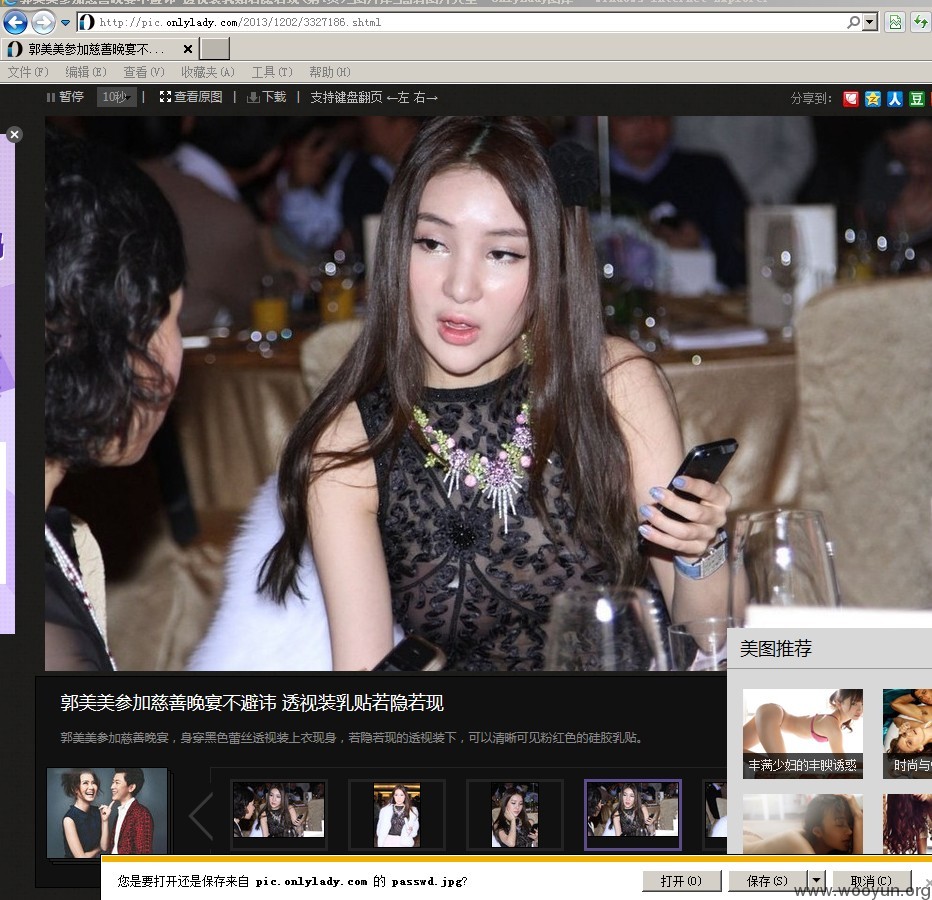 http://pic.onlylady.com/2013/1202/3327186.shtml
郭美美参加慈善晚宴不...
文件(F) 编辑(E) 查看(V) 收藏夹(A) 工具(T) 帮助(H)
暂停 10秒 | 查看原图 | 下载 | 支持键盘翻页 ←左 右→ 分享到：
美图推荐
郭美美参加慈善晚宴不避讳 透视装乳贴若隐若现
郭美美参加慈善晚宴，身穿黑色蕾丝透视装上衣现身，若隐若现的透视装下，可以清晰可见粉红色的硅胶乳贴。
丰满少妇的丰腴诱惑 时尚与
您是要打开还是保存来自 pic.onlylady.com 的 passwd.jpg?
打开(O) 保存(S) 取消(C)
www.wooyun.org